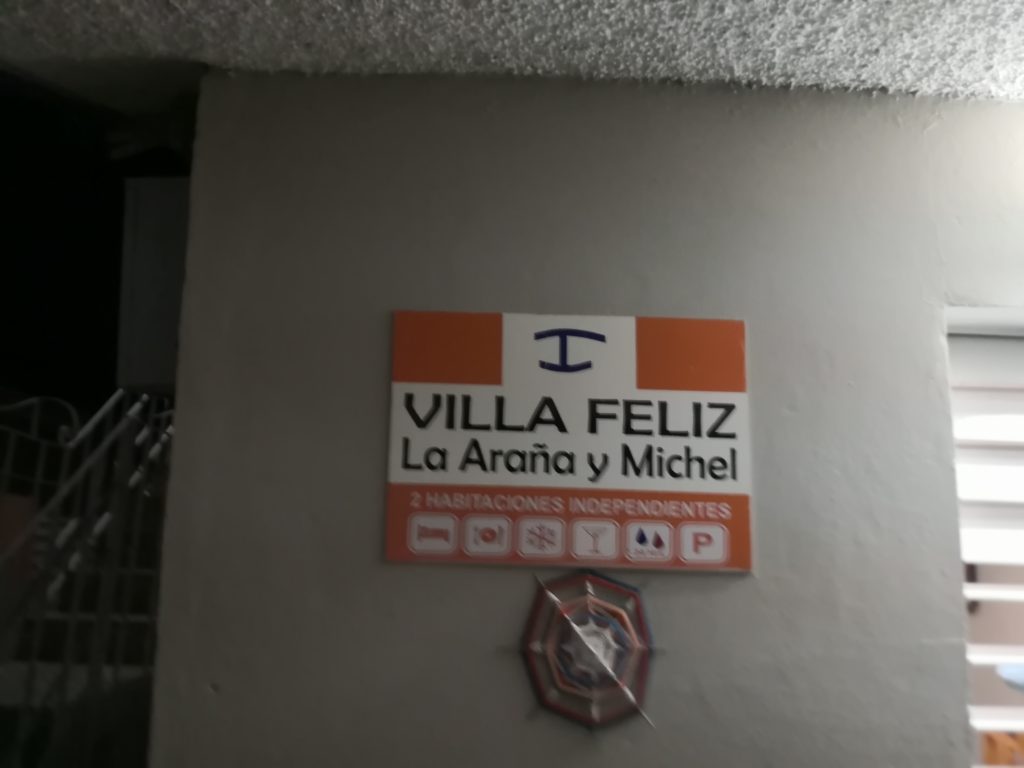 VILLA FELIZ
La Araña y Michel
2 HABITACIONES INDEPENDIENTES
P